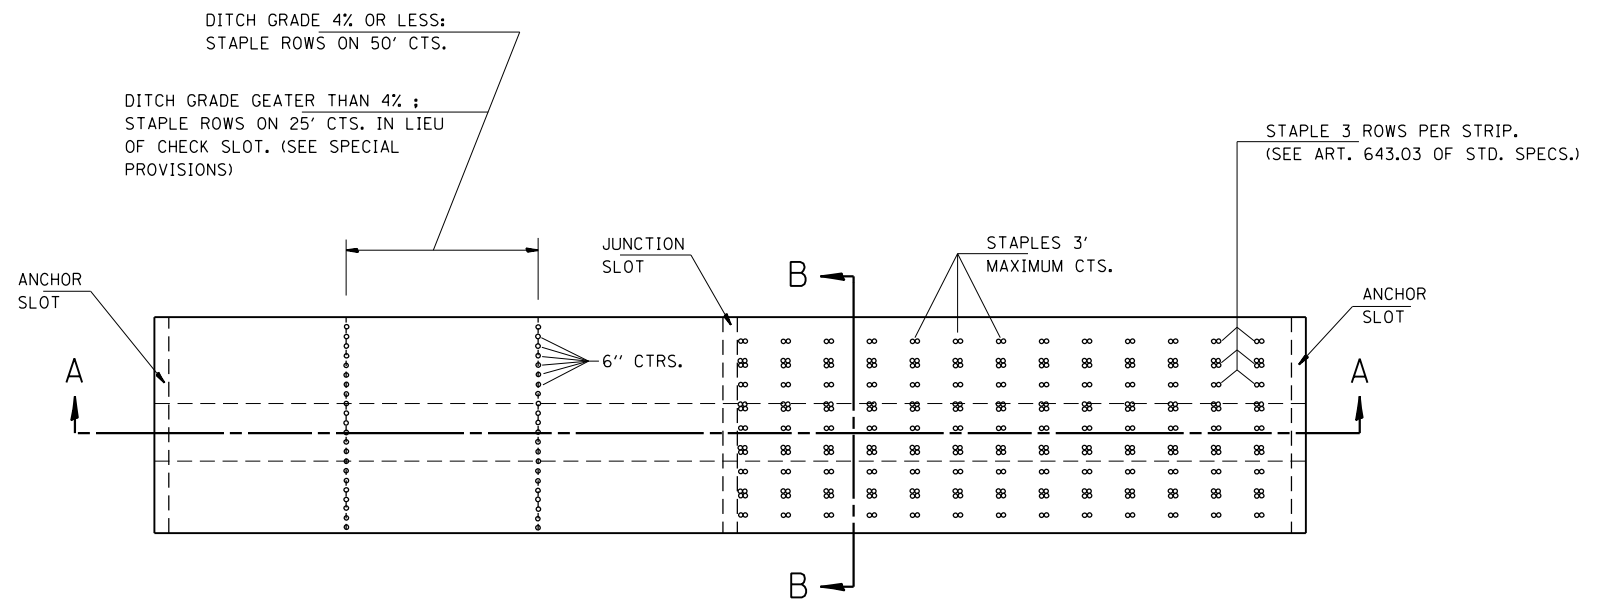 DITCH GRADE 4% OR LESS:
STAPLE ROWS ON 50' CTS.
DITCH GRADE GEATER THAN 4% ;
STAPLE ROWS ON 25' CTS. IN LIEU
OF CHECK SLOT. (SEE SPECIAL
PROVISIONS)
STAPLE 3 ROWS PER STRIP.
(SEE ART. 643.03 OF STD. SPECS.)
JUNCTION
SLOT
STAPLES 3'
MAXIMUM CTS.
B
ANCHOR
SLOT
ANCHOR
SLOT
6'' CTRS.
A
A
B